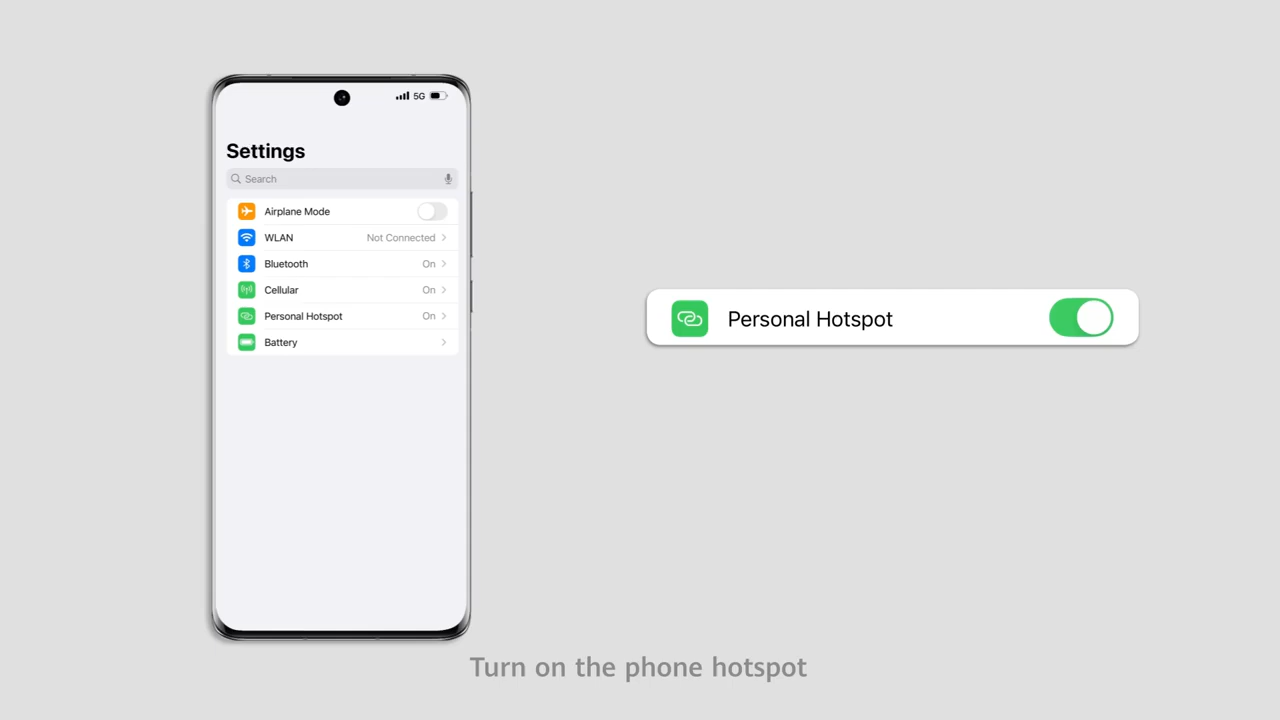 5G
Settings
Search
Airplane Mode
WLAN Not Connected
Bluetooth On
Cellular On
Personal Hotspot On
Battery
Personal Hotspot
Turn on the phone hotspot